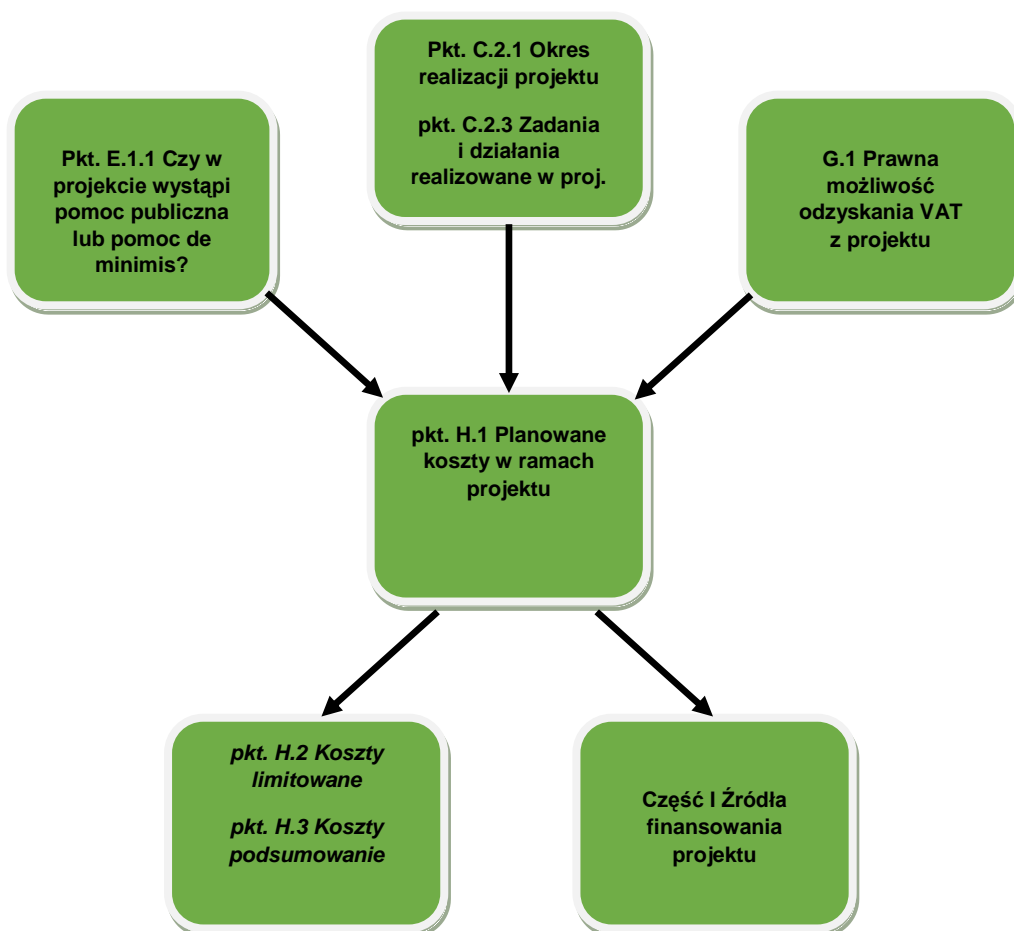 Pkt. C.2.1 Okres
realizacji projektu
pkt. C.2.3 Zadania
i działania
realizowane w proj.
Pkt. E.1.1 Czy w
projekcie wystąpi
pomoc publiczna
lub pomoc de
minimis?
G.1 Prawna
możliwość
odzyskania VAT
z projektu
pkt. H.1 Planowane
koszty w ramach
projektu
pkt. H.2 Koszty
limitowane
pkt. H.3 Koszty
podsumowanie
Część I Źródła
finansowania
projektu